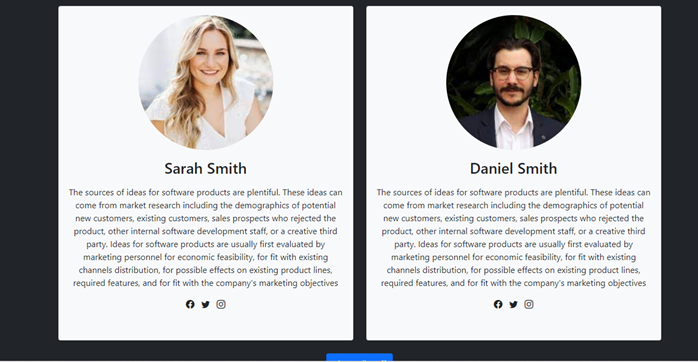 Sarah Smith
The sources of ideas for software products are plentiful. These ideas can
come from market research including the demographics of potential
new customers, existing customers, sales prospects who rejected the
product, other internal software development staff, or a creative third
party. Ideas for software products are usually first evaluated by
marketing personnel for economic feasibility, for fit with existing
channels distribution, for possible effects on existing product lines,
required features, and for fit with the company's marketing objectives
Daniel Smith
The sources of ideas for software products are plentiful. These ideas can
come from market research including the demographics of potential
new customers, existing customers, sales prospects who rejected the
product, other internal software development staff, or a creative third
party. Ideas for software products are usually first evaluated by
marketing personnel for economic feasibility, for fit with existing
channels distribution, for possible effects on existing product lines,
required features, and for fit with the company's marketing objectives